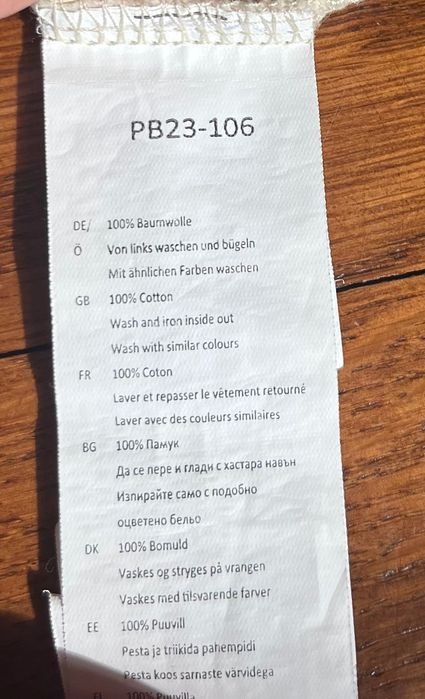 PB23-106
DE/ 100% Baumwolle
Ö Von links waschen und bügeln
Mit ähnlichen Farben waschen
GB 100% Cotton
Wash and iron inside out
Wash with similar colours
FR 100% Coton
Laver et repasser le vêtement retourné
Laver avec des couleurs similaires
BG 100% Памук
Да се пере и глади с хастара навън
Изпирайте само с подобно
оцветено бельо
DK 100% Bomuld
Vaskes og stryges på vrangen
Vaskes med tilsvarende farver
EE 100% Puuvill
Pesta ja triikida pahempidi
Pesta koos sarnaste värvidega
FI 100% Puuvilla